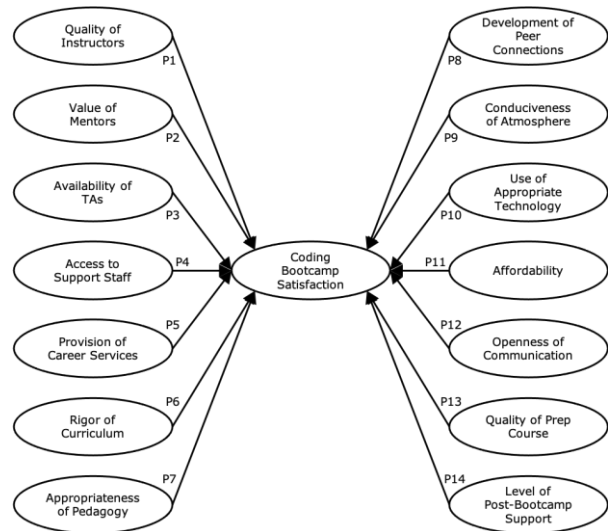 Quality of
Instructors
P1
Value of
Mentors
P2
Availability of
TAs
P3
Access to
Support Staff
P4
Provision of
Career Services
P5
Rigor of
Curriculum
P6
Appropriateness
of Pedagogy
P7
Coding
Bootcamp
Satisfaction
Development of
Peer
Connections
P8
Conduciveness
of Atmosphere
P9
Use of
Appropriate
Technology
P10
Affordability
P11
Openness of
Communication
P12
Quality of Prep
Course
P13
Level of
Post-Bootcamp
Support
P14